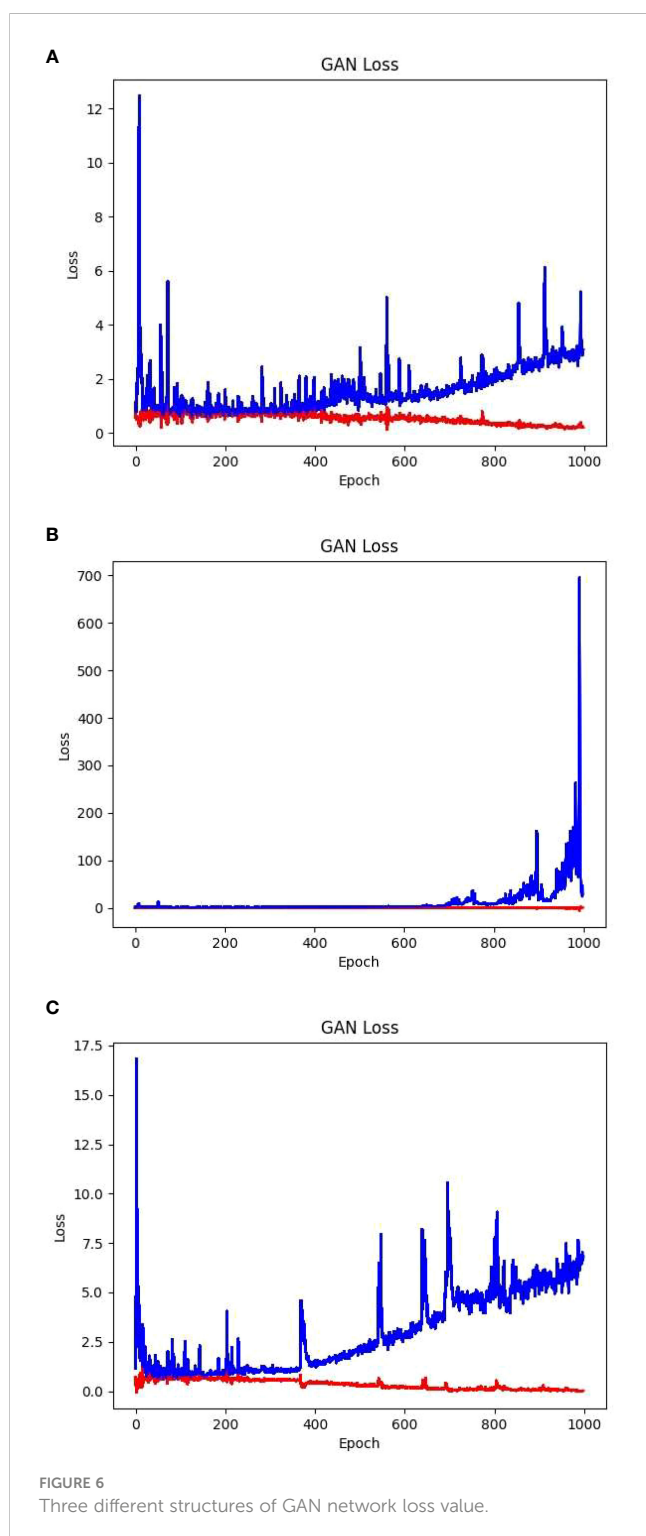 A
GAN Loss
12
10
8
6
4
2
0
Loss
0 200 400 600 800 1000
Epoch
B
GAN Loss
700
600
500
400
300
200
100
0
Loss
0 200 400 600 800 1000
Epoch
C
GAN Loss
17.5
15.0
12.5
10.0
7.5
5.0
2.5
0.0
Loss
0 200 400 600 800 1000
Epoch
FIGURE 6
Three different structures of GAN network loss value.